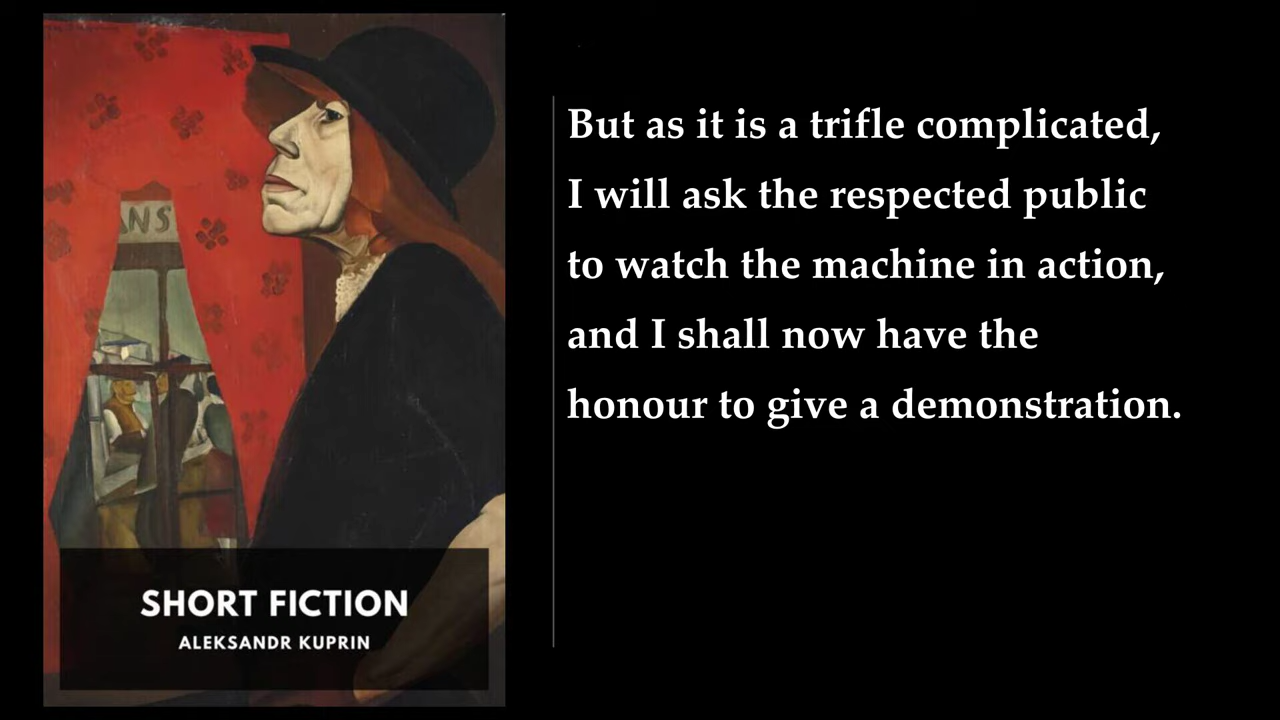 NS
SHORT FICTION
ALEKSANDR KUPRIN
But as it is a trifle complicated,
I will ask the respected public
to watch the machine in action,
and I shall now have the
honour to give a demonstration.